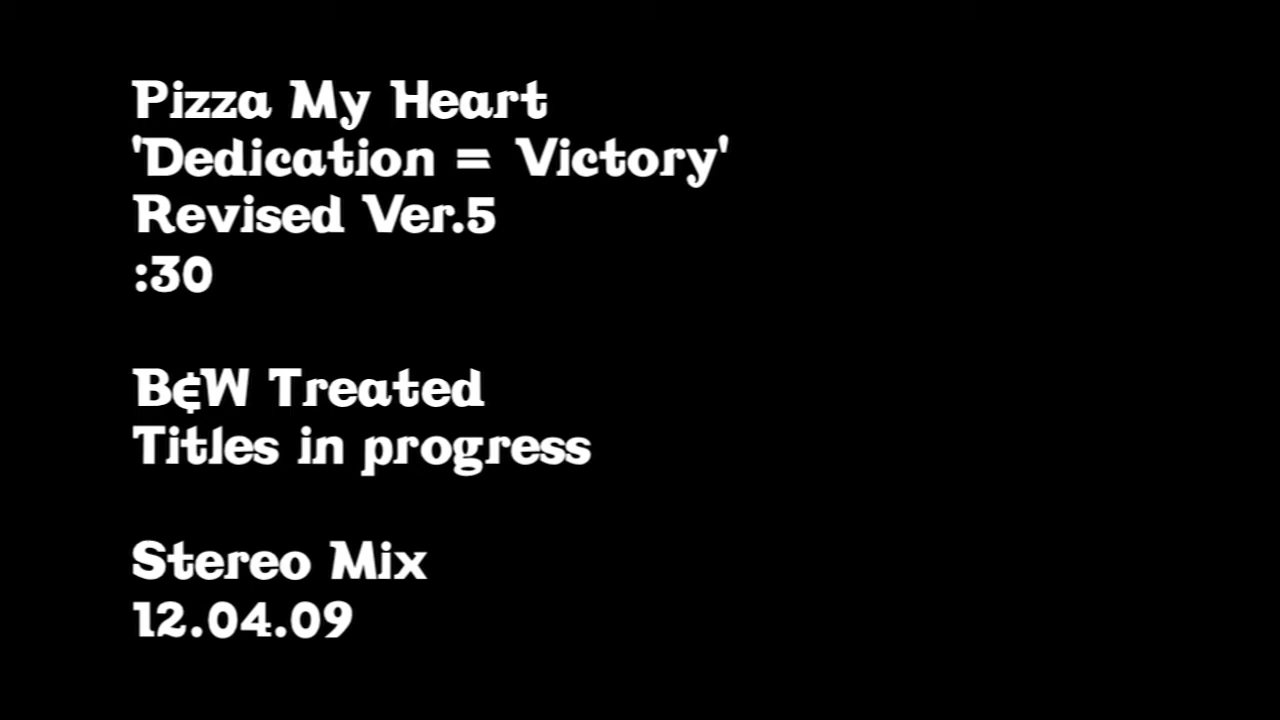 Pizza My Heart
'Dedication = Victory'
Revised Ver.5
:30
B&W Treated
Titles in progress
Stereo Mix
12.04.09